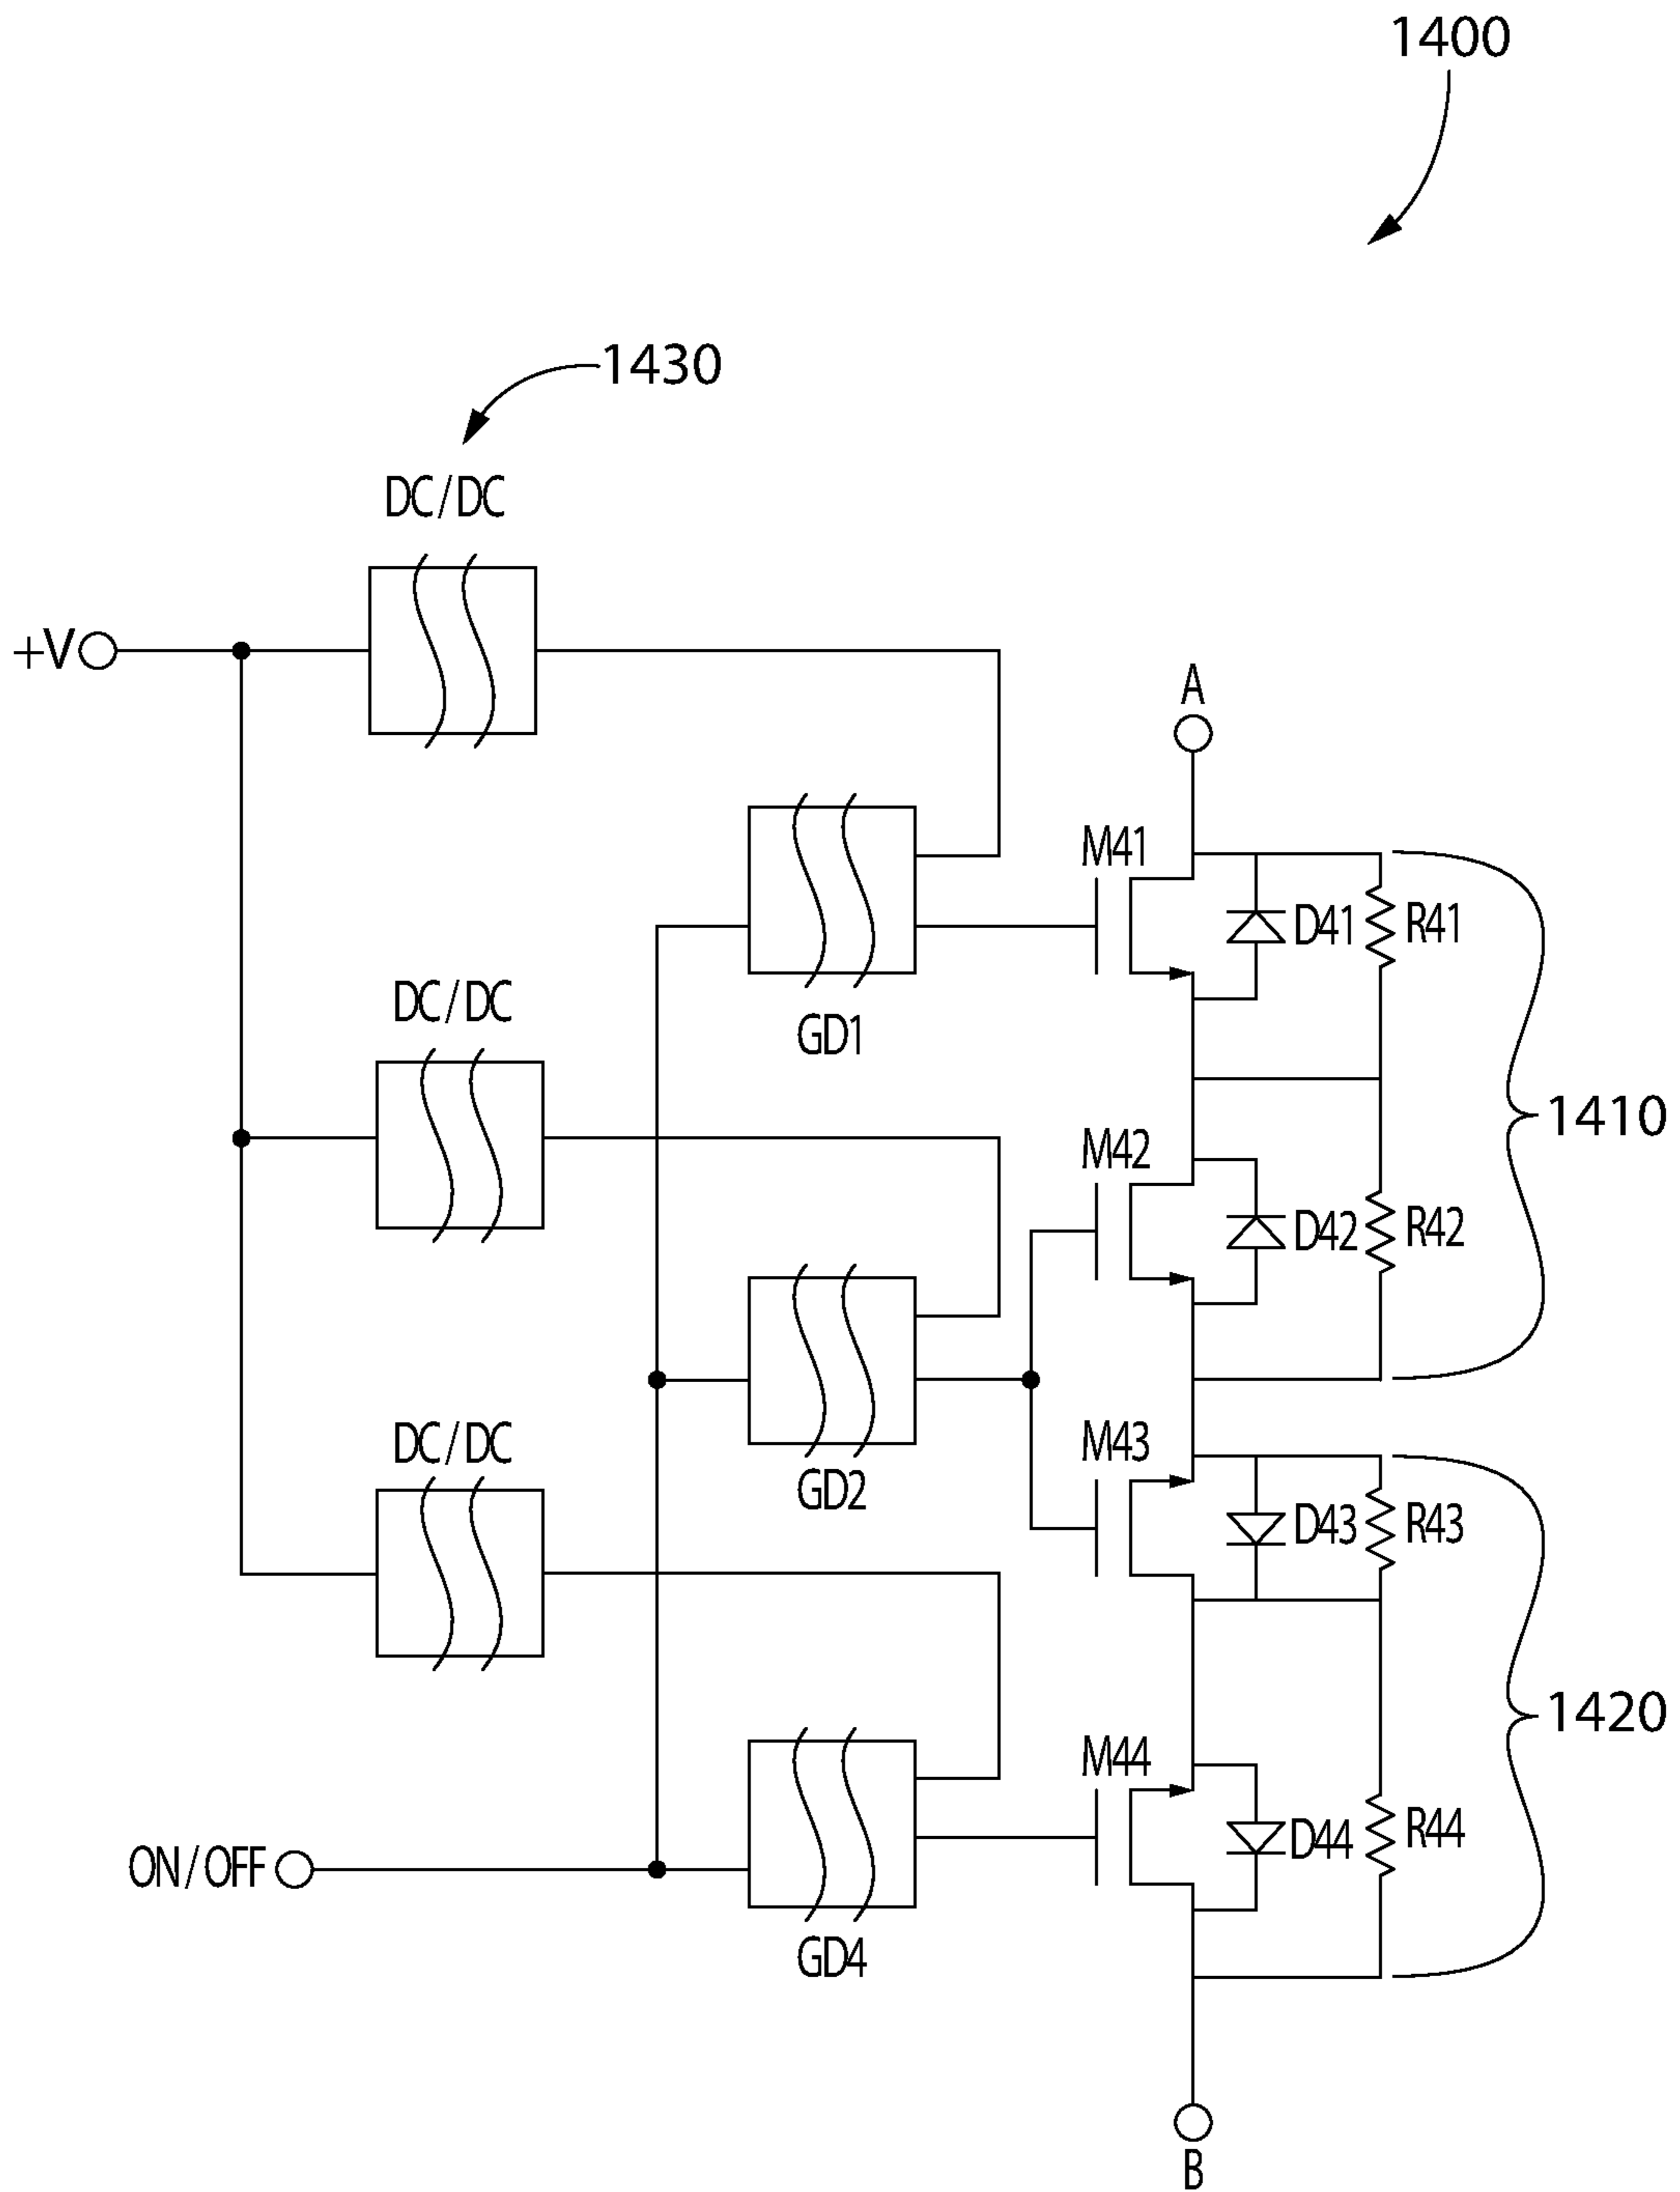 1400
1430
DC/DC
+V
A
M41
D41
R41
GD1
DC/DC
1410
M42
D42
R42
M43
DC/DC
GD2
D43
R43
1420
M44
D44
R44
ON/OFF
GD4
B